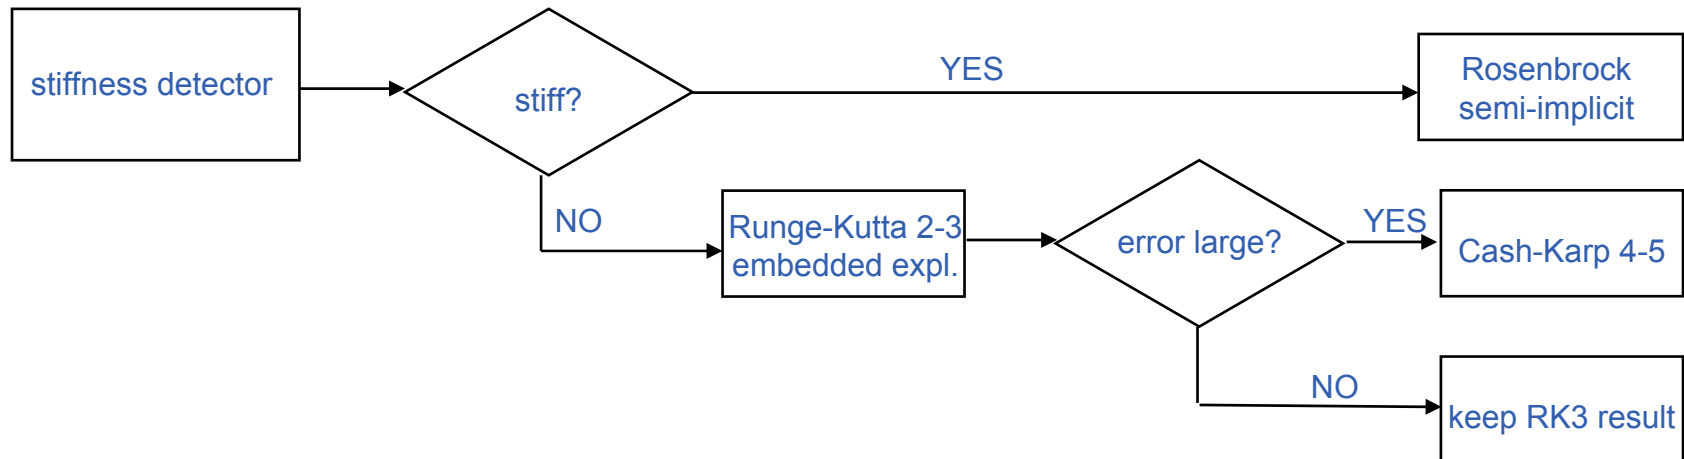 stiffness detector
stiff?
YES
Rosenbrock
semi-implicit
NO
Runge-Kutta 2-3
embedded expl.
error large?
YES
Cash-Karp 4-5
NO
keep RK3 result